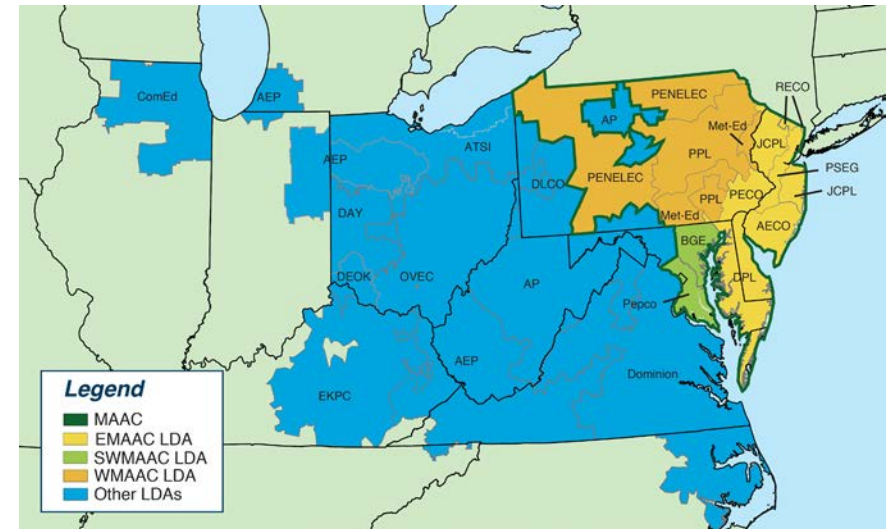 RECO
ComEd
AEP
PENELEC
AP
Met-Ed
JCPL
ATSI
PPL
AEP
PSEG
DLCO
PENELEC
JCPL
PPL
PECO
DAY
Met-Ed
AECO
BGE
DEOK
OVEC
AP
DPL
Pepco
AEP
Dominion
EKPC
Legend
MAAC
EMAAC LDA
SWMAAC LDA
WMAAC LDA
Other LDAs